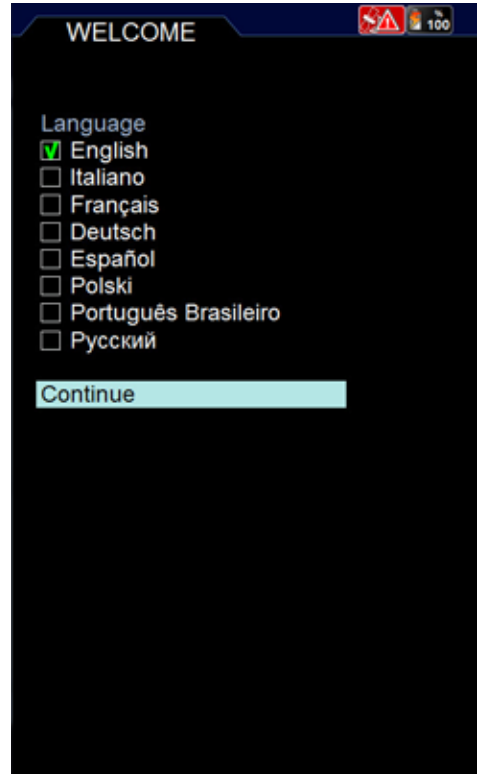 WELCOME
%
100
Language
English
Italiano
Français
Deutsch
Español
Polski
Português Brasileiro
Русский
Continue